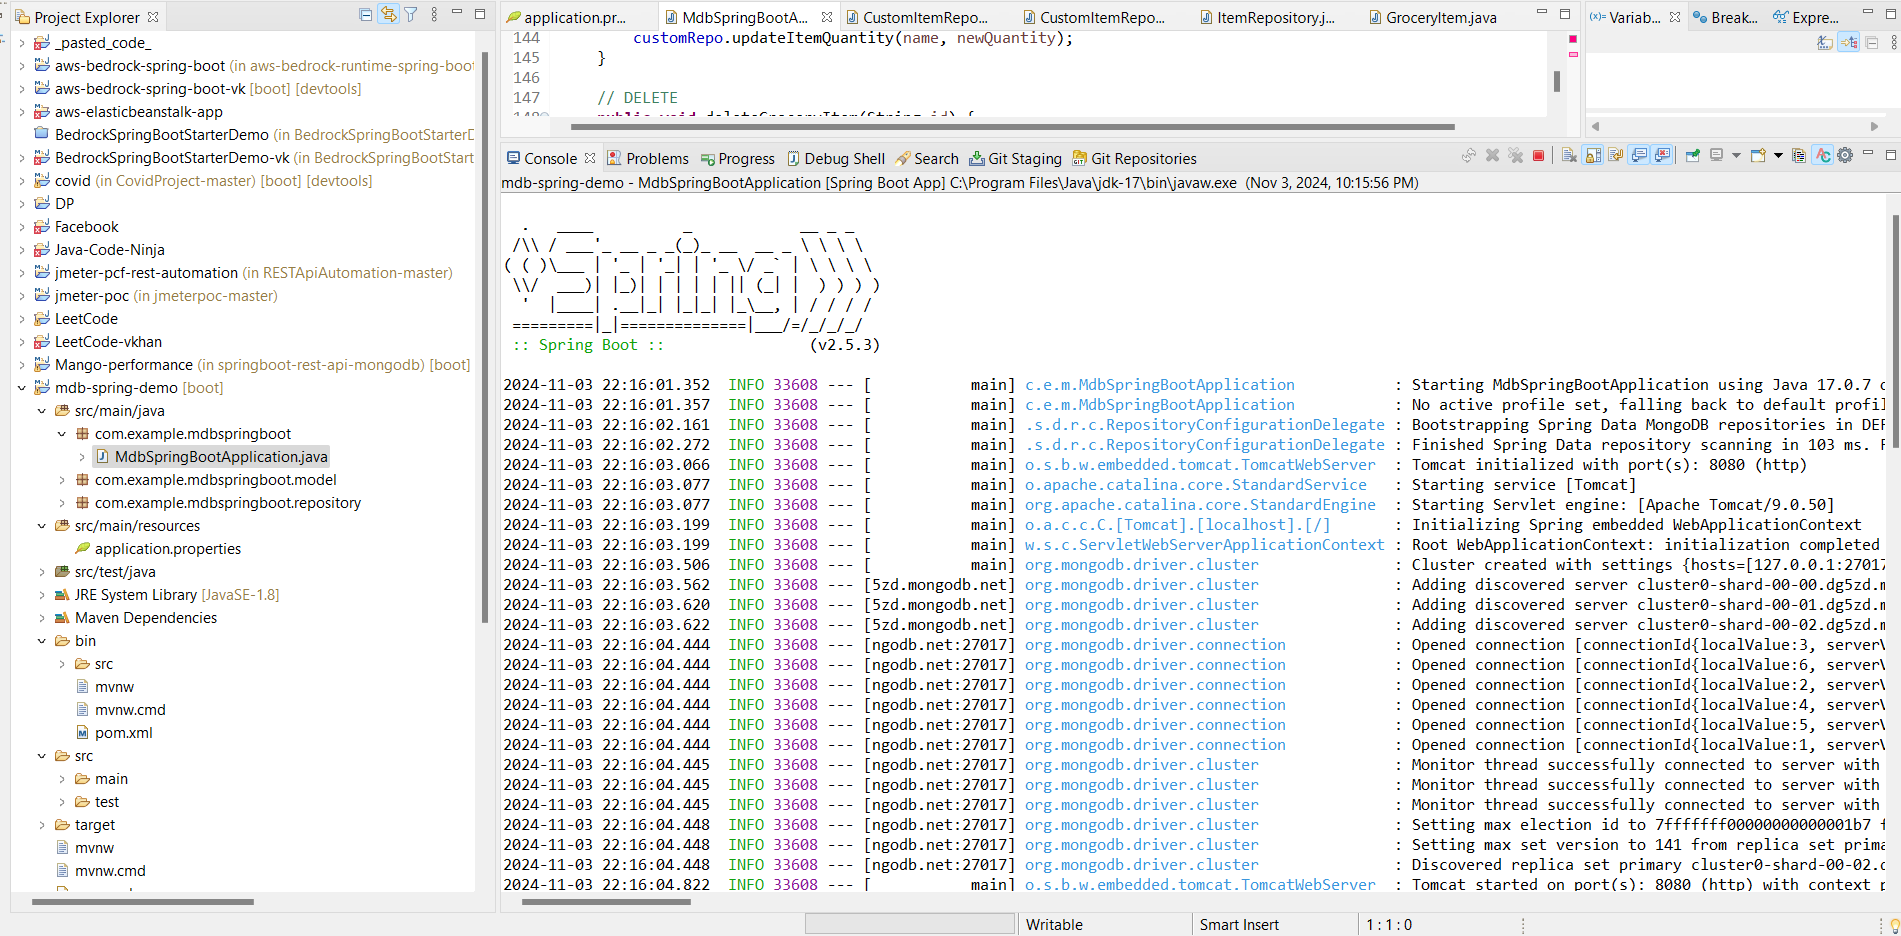 Project Explorer
_pasted_code_
aws-bedrock-spring-boot (in aws-bedrock-runtime-spring-boot
aws-bedrock-spring-boot-vk [boot] [devtools]
aws-elasticbeanstalk-app
BedrockSpringBootStarterDemo (in BedrockSpringBootStarterD
BedrockSpringBootStarterDemo-vk (in BedrockSpringBootStart
covid (in CovidProject-master) [boot] [devtools]
DP
Facebook
Java-Code-Ninja
jmeter-pcf-rest-automation (in RESTApiAutomation-master)
jmeter-poc (in jmeterpoc-master)
LeetCode
LeetCode-vkhan
Mango-performance (in springboot-rest-api-mongodb) [boot]
mdb-spring-demo [boot]
src/main/java
com.example.mdbspringboot
MdbSpringBootApplication.java
com.example.mdbspringboot.model
com.example.mdbspringboot.repository
src/main/resources
application.properties
src/test/java
JRE System Library [JavaSE-1.8]
Maven Dependencies
bin
src
mvnw
mvnw.cmd
pom.xml
src
main
test
target
mvnw
mvnw.cmd
application.pr... MdbSpringBootA... CustomItemRepo... CustomItemRepo... ItemRepository.j... GroceryItem.java
144 customRepo.updateItemQuantity(name, newQuantity);
145 }
146
147 // DELETE
148 public void deleteGroceryItem(String id) {
(x)= Variab... Break... Expre...
Console Problems Progress Debug Shell Search Git Staging Git Repositories
mdb-spring-demo - MdbSpringBootApplication [Spring Boot App] C:\Program Files\Java\jdk-17\bin\javaw.exe (Nov 3, 2024, 10:15:56 PM)
Spring
:: Spring Boot :: (v2.5.3)
2024-11-03 22:16:01.352 INFO 33608 --- [ main] c.e.m.MdbSpringBootApplication : Starting MdbSpringBootApplication using Java 17.0.7 o
2024-11-03 22:16:01.357 INFO 33608 --- [ main] c.e.m.MdbSpringBootApplication : No active profile set, falling back to default profil
2024-11-03 22:16:02.161 INFO 33608 --- [ main] .s.d.r.c.RepositoryConfigurationDelegate : Bootstrapping Spring Data MongoDB repositories in DEF
2024-11-03 22:16:02.272 INFO 33608 --- [ main] .s.d.r.c.RepositoryConfigurationDelegate : Finished Spring Data repository scanning in 103 ms. F
2024-11-03 22:16:03.066 INFO 33608 --- [ main] o.s.b.w.embedded.tomcat.TomcatWebServer : Tomcat initialized with port(s): 8080 (http)
2024-11-03 22:16:03.077 INFO 33608 --- [ main] o.apache.catalina.core.StandardService : Starting service [Tomcat]
2024-11-03 22:16:03.077 INFO 33608 --- [ main] org.apache.catalina.core.StandardEngine : Starting Servlet engine: [Apache Tomcat/9.0.50]
2024-11-03 22:16:03.199 INFO 33608 --- [ main] o.a.c.c.C.[Tomcat].[localhost].[/] : Initializing Spring embedded WebApplicationContext
2024-11-03 22:16:03.199 INFO 33608 --- [ main] w.s.c.ServletWebServerApplicationContext : Root WebApplicationContext: initialization completed
2024-11-03 22:16:03.506 INFO 33608 --- [ main] org.mongodb.driver.cluster : Cluster created with settings {hosts=[127.0.0.1:27017
2024-11-03 22:16:03.562 INFO 33608 --- [5zd.mongodb.net] org.mongodb.driver.cluster : Adding discovered server cluster0-shard-00-00.dg5zd.m
2024-11-03 22:16:03.620 INFO 33608 --- [5zd.mongodb.net] org.mongodb.driver.cluster : Adding discovered server cluster0-shard-00-01.dg5zd.m
2024-11-03 22:16:03.622 INFO 33608 --- [5zd.mongodb.net] org.mongodb.driver.cluster : Adding discovered server cluster0-shard-00-02.dg5zd.m
2024-11-03 22:16:04.444 INFO 33608 --- [ngodb.net:27017] org.mongodb.driver.connection : Opened connection [connectionId{localValue:3, serverV
2024-11-03 22:16:04.444 INFO 33608 --- [ngodb.net:27017] org.mongodb.driver.connection : Opened connection [connectionId{localValue:6, serverV
2024-11-03 22:16:04.444 INFO 33608 --- [ngodb.net:27017] org.mongodb.driver.connection : Opened connection [connectionId{localValue:2, serverV
2024-11-03 22:16:04.444 INFO 33608 --- [ngodb.net:27017] org.mongodb.driver.connection : Opened connection [connectionId{localValue:4, serverV
2024-11-03 22:16:04.444 INFO 33608 --- [ngodb.net:27017] org.mongodb.driver.connection : Opened connection [connectionId{localValue:5, serverV
2024-11-03 22:16:04.444 INFO 33608 --- [ngodb.net:27017] org.mongodb.driver.connection : Opened connection [connectionId{localValue:1, serverV
2024-11-03 22:16:04.445 INFO 33608 --- [ngodb.net:27017] org.mongodb.driver.cluster : Monitor thread successfully connected to server with
2024-11-03 22:16:04.445 INFO 33608 --- [ngodb.net:27017] org.mongodb.driver.cluster : Monitor thread successfully connected to server with
2024-11-03 22:16:04.445 INFO 33608 --- [ngodb.net:27017] org.mongodb.driver.cluster : Monitor thread successfully connected to server with
2024-11-03 22:16:04.448 INFO 33608 --- [ngodb.net:27017] org.mongodb.driver.cluster : Setting max election id to 7fffffff00000000000001b7 f
2024-11-03 22:16:04.448 INFO 33608 --- [ngodb.net:27017] org.mongodb.driver.cluster : Setting max set version to 141 from replica set prima
2024-11-03 22:16:04.448 INFO 33608 --- [ngodb.net:27017] org.mongodb.driver.cluster : Discovered replica set primary cluster0-shard-00-02.d
2024-11-03 22:16:04.822 INFO 33608 --- [ main] o.s.b.w.embedded.tomcat.TomcatWebServer : Tomcat started on port(s): 8080 (http) with context p
Writable Smart Insert 1 : 1 : 0